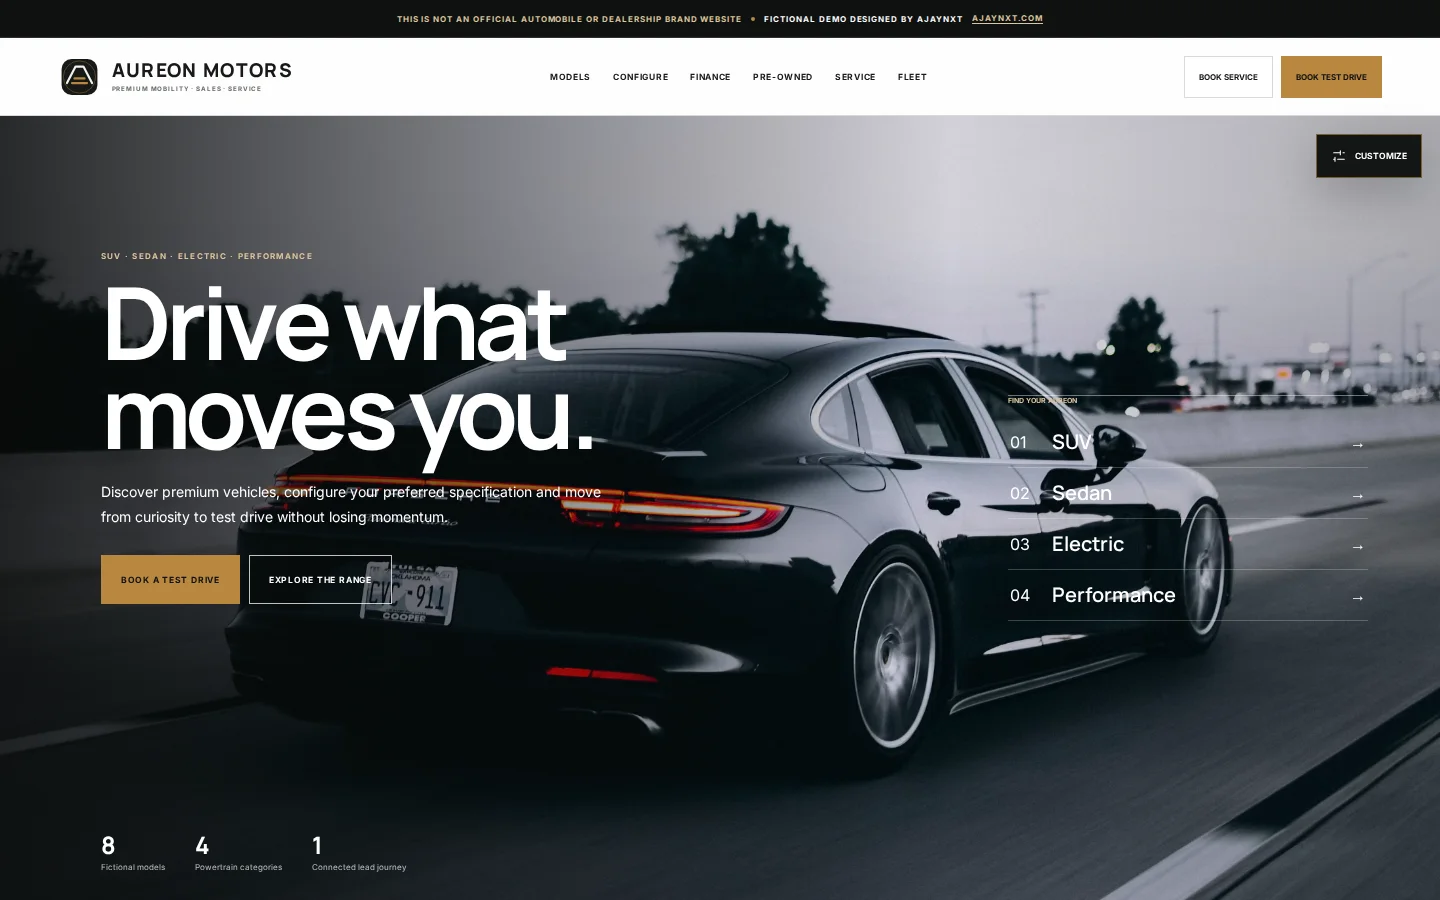 THIS IS NOT AN OFFICIAL AUTOMOBILE OR DEALERSHIP BRAND WEBSITE • FICTIONAL DEMO DESIGNED BY AJAYNXT AJAYNXT.COM
AUREON MOTORS
PREMIUM MOBILITY · SALES · SERVICE
MODELS CONFIGURE FINANCE PRE-OWNED SERVICE FLEET
BOOK SERVICE
BOOK TEST DRIVE
CUSTOMIZE
SUV · SEDAN · ELECTRIC · PERFORMANCE
Drive what
moves you.
Discover premium vehicles, configure your preferred specification and move
from curiosity to test drive without losing momentum.
BOOK A TEST DRIVE
EXPLORE THE RANGE
OKLAHOMA
-911
COOPER
FIND YOUR AUREON
01 SUV →
02 Sedan →
03 Electric →
04 Performance →
8 4 1
Fictional models Powertrain categories Connected lead journey